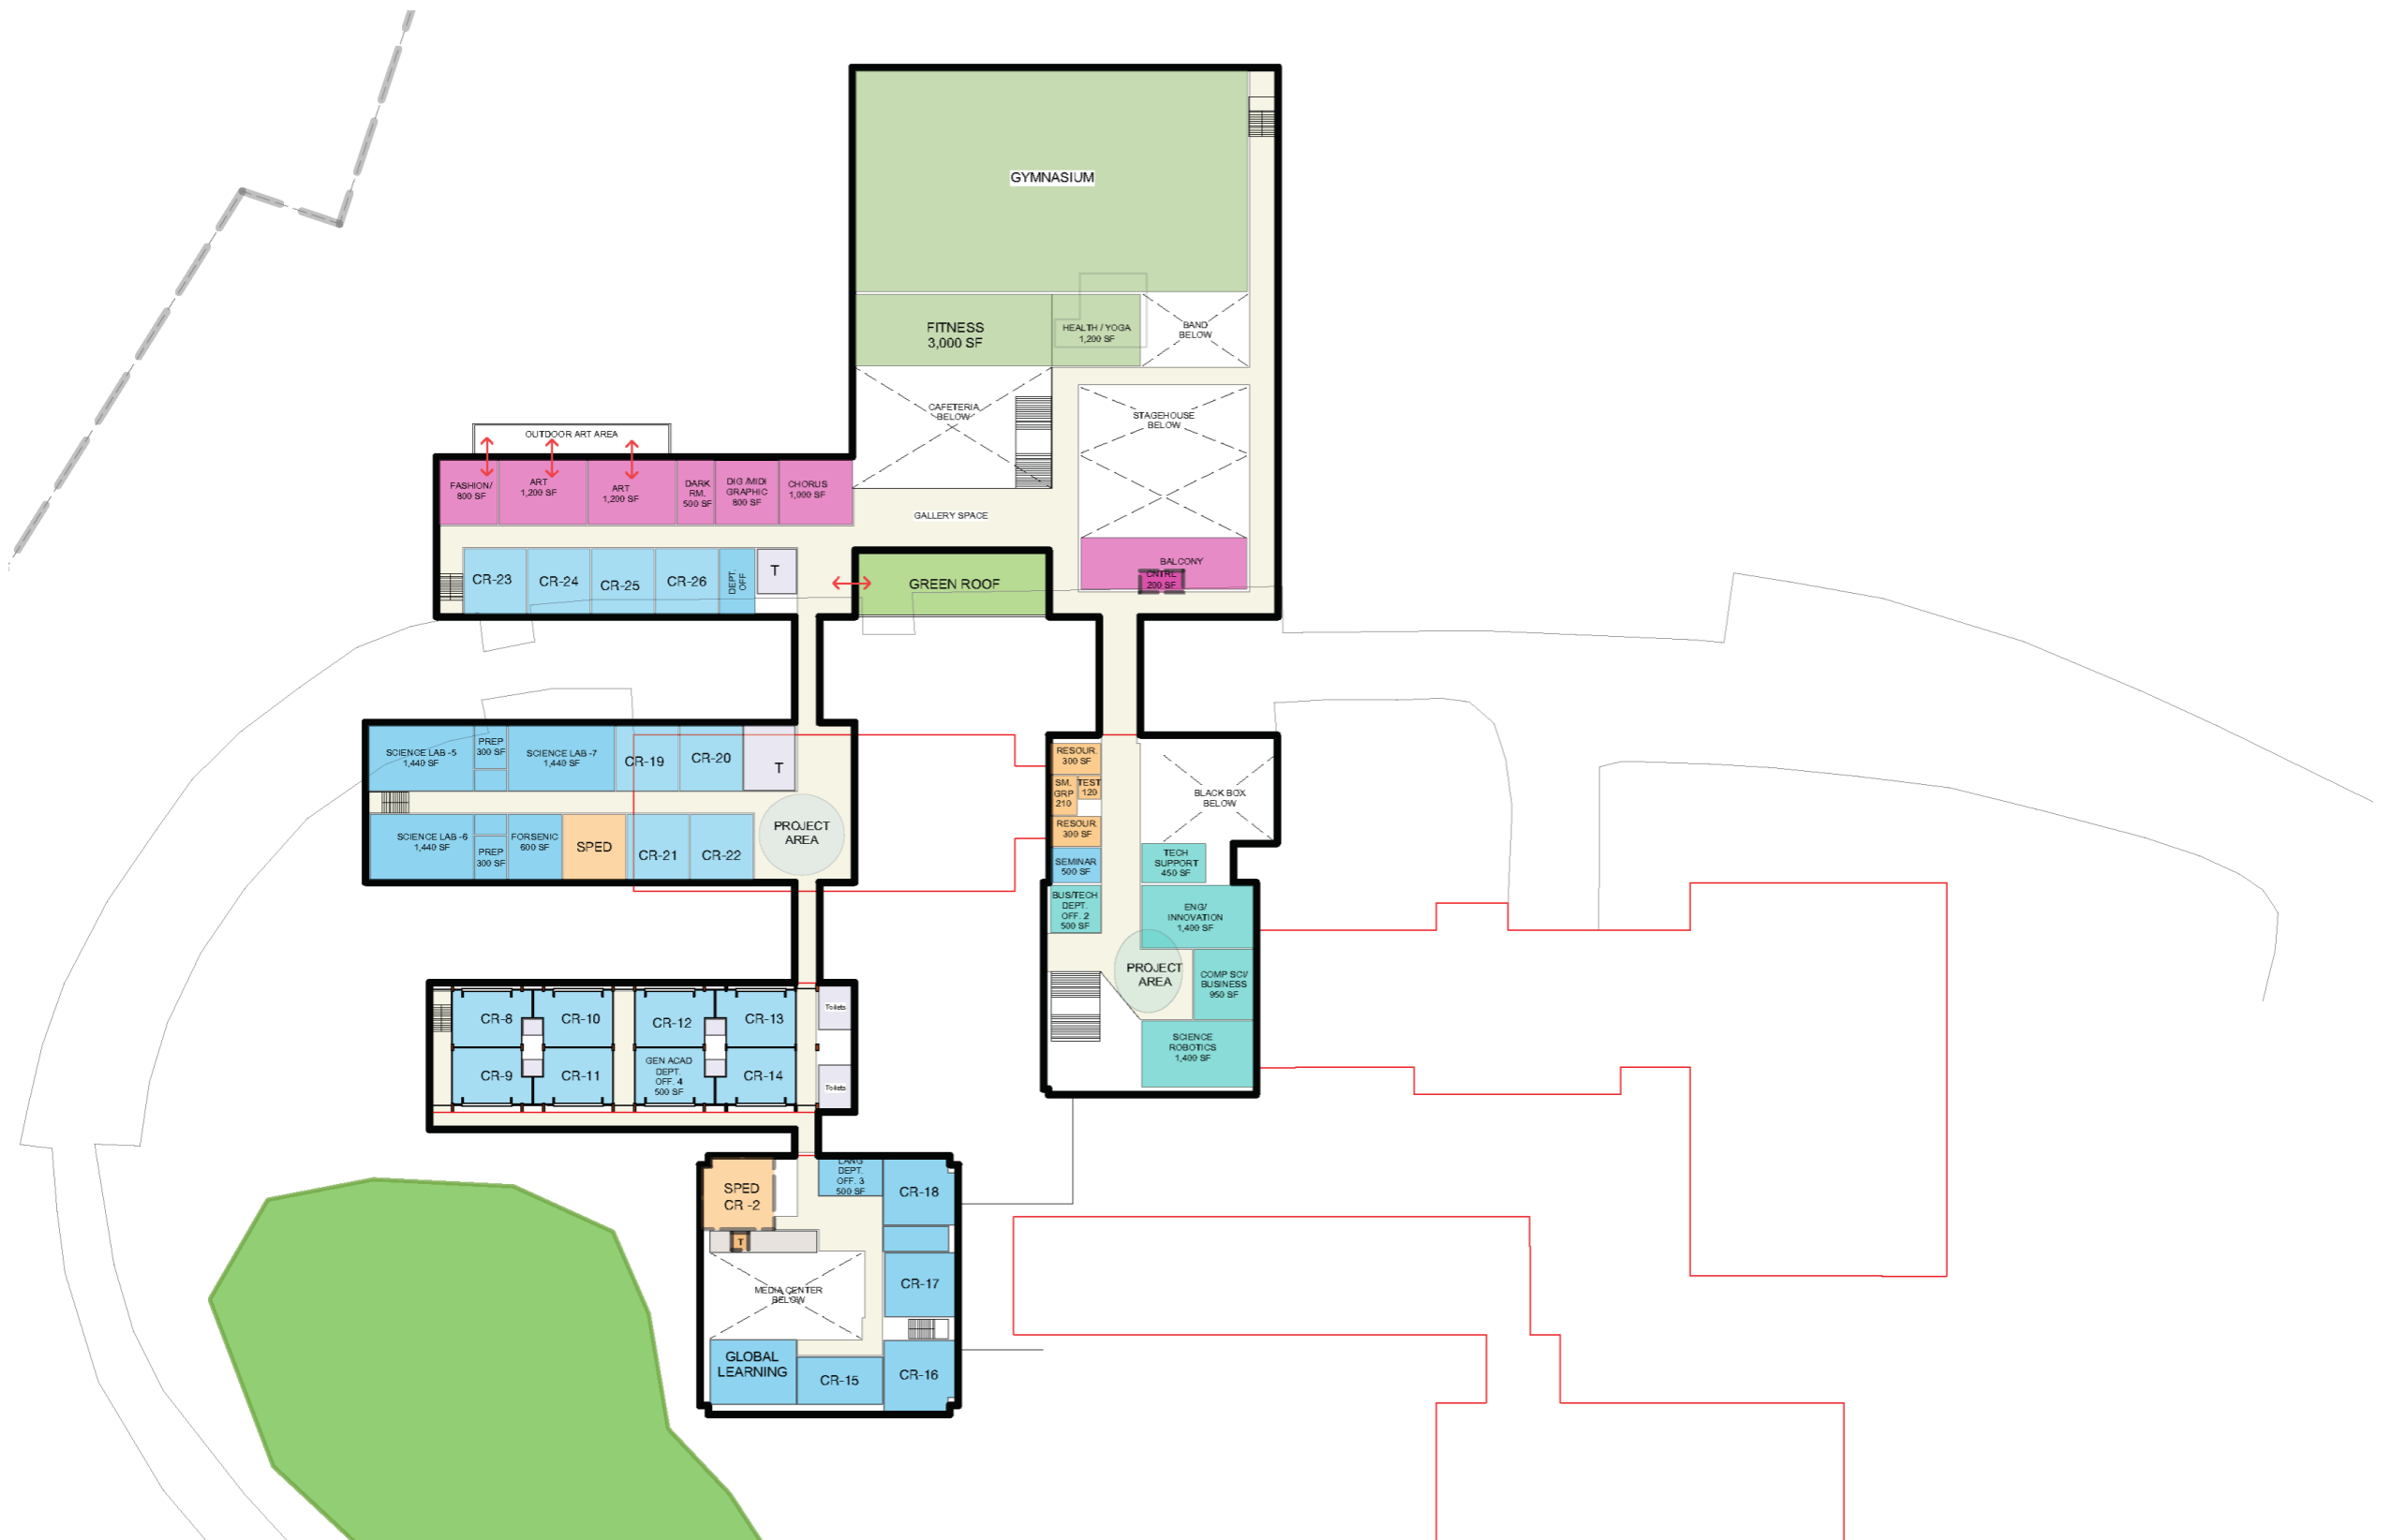 GYMNASIUM
FITNESS
3,000 SF
HEALTH / YOGA
1,200 SF
BAND
BELOW
CAFETERIA
BELOW
STAGEHOUSE
BELOW
OUTDOOR ART AREA
FASHION/
800 SF
ART
1,200 SF
ART
1,200 SF
DARK
RM.
500 SF
DIG /MIDI
GRAPHIC
800 SF
CHORUS
1,000 SF
GALLERY SPACE
CR-23
CR-24
CR-25
CR-26
DEPT.
OFF
T
GREEN ROOF
BALCONY
CNTRL
200 SF
SCIENCE LAB -5
1,440 SF
PREP
300 SF
SCIENCE LAB -7
1,440 SF
CR-19
CR-20
T
SCIENCE LAB -6
1,440 SF
PREP
300 SF
FORSENIC
600 SF
SPED
CR-21
CR-22
PROJECT
AREA
RESOUR.
300 SF
SM.
GRP
210
TEST
120
RESOUR.
300 SF
SEMINAR
500 SF
BUS/TECH
DEPT.
OFF. 2
500 SF
BLACK BOX
BELOW
TECH
SUPPORT
450 SF
ENG/
INNOVATION
1,400 SF
PROJECT
AREA
COMP SCI/
BUSINESS
950 SF
SCIENCE
ROBOTICS
1,400 SF
CR-8
CR-10
CR-12
CR-13
Toilets
CR-9
CR-11
GEN ACAD
DEPT.
OFF. 4
500 SF
CR-14
Toilets
SPED
CR -2
T
LANG
DEPT.
OFF. 3
500 SF
CR-18
CR-17
MEDIA CENTER
BELOW
GLOBAL
LEARNING
CR-15
CR-16